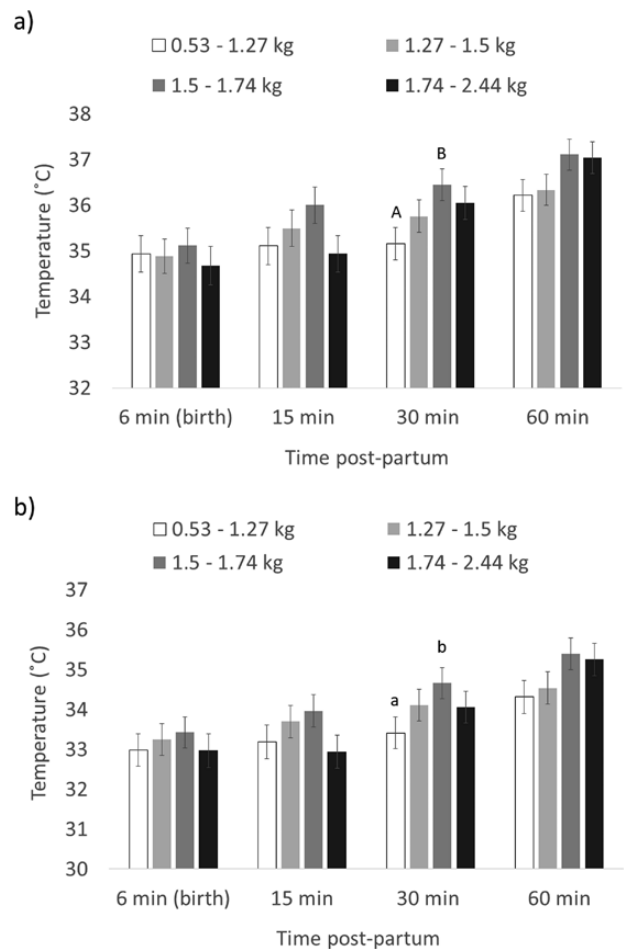 a)
0.53 - 1.27 kg 1.27 - 1.5 kg
1.5 - 1.74 kg 1.74 - 2.44 kg
38
37
36
35
34
33
32
Temperature (˚C)
A
B
6 min (birth) 15 min 30 min 60 min
Time post-partum
b)
0.53 - 1.27 kg 1.27 - 1.5 kg
1.5 - 1.74 kg 1.74 - 2.44 kg
37
36
35
34
33
32
31
30
Temperature (˚C)
a
b
6 min (birth) 15 min 30 min 60 min
Time post-partum